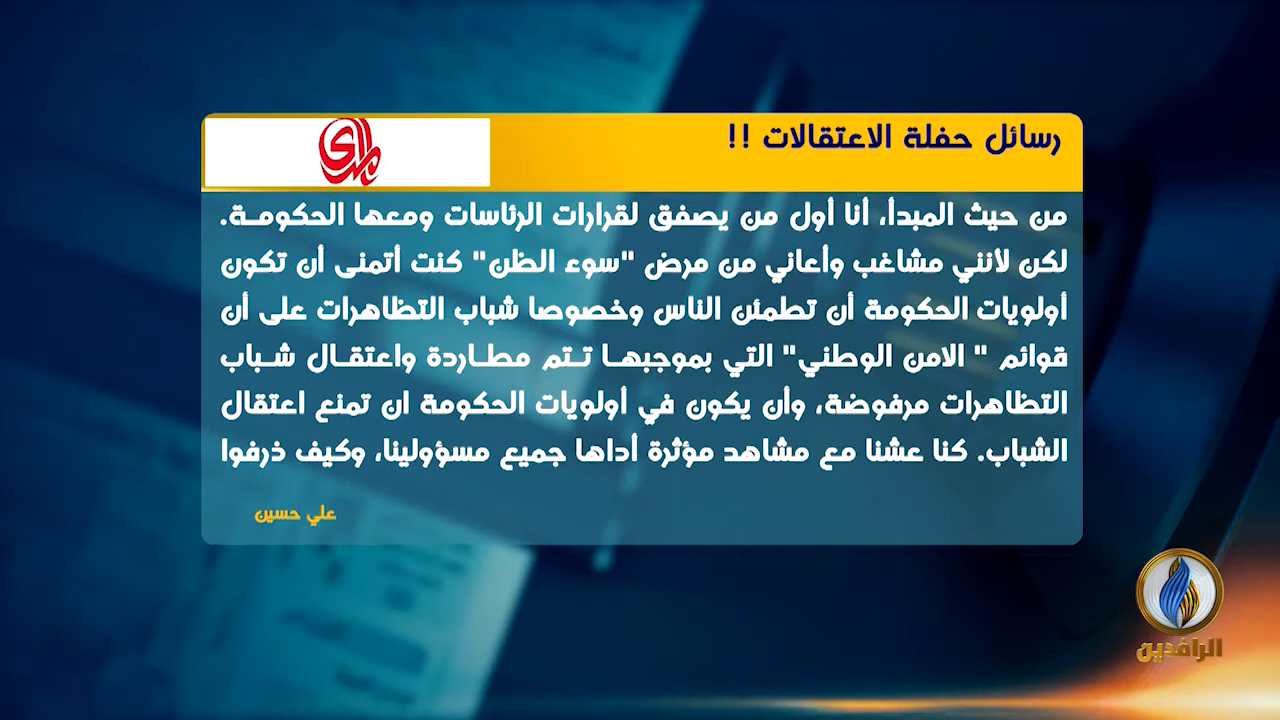 رسائل حفلة الاعتقالات !!
المدى
من حيث المبدأ، أنا أول من يصفق لقرارات الرئاسات ومعها الحكومة.
لكن لأنني مشاغب وأعاني من مرض "سوء الظن" كنت أتمنى أن تكون
أولويات الحكومة أن تطمئن الناس وخصوصا شباب التظاهرات على أن
قوائم " الامن الوطني" التي بموجبها تتم مطاردة واعتقال شباب
التظاهرات مرفوضة، وأن يكون في أولويات الحكومة ان تمنع اعتقال
الشباب. كنا عشنا مع مشاهد مؤثرة أداها جميع مسؤولينا، وكيف ذرفوا
علي حسين
الرافدين